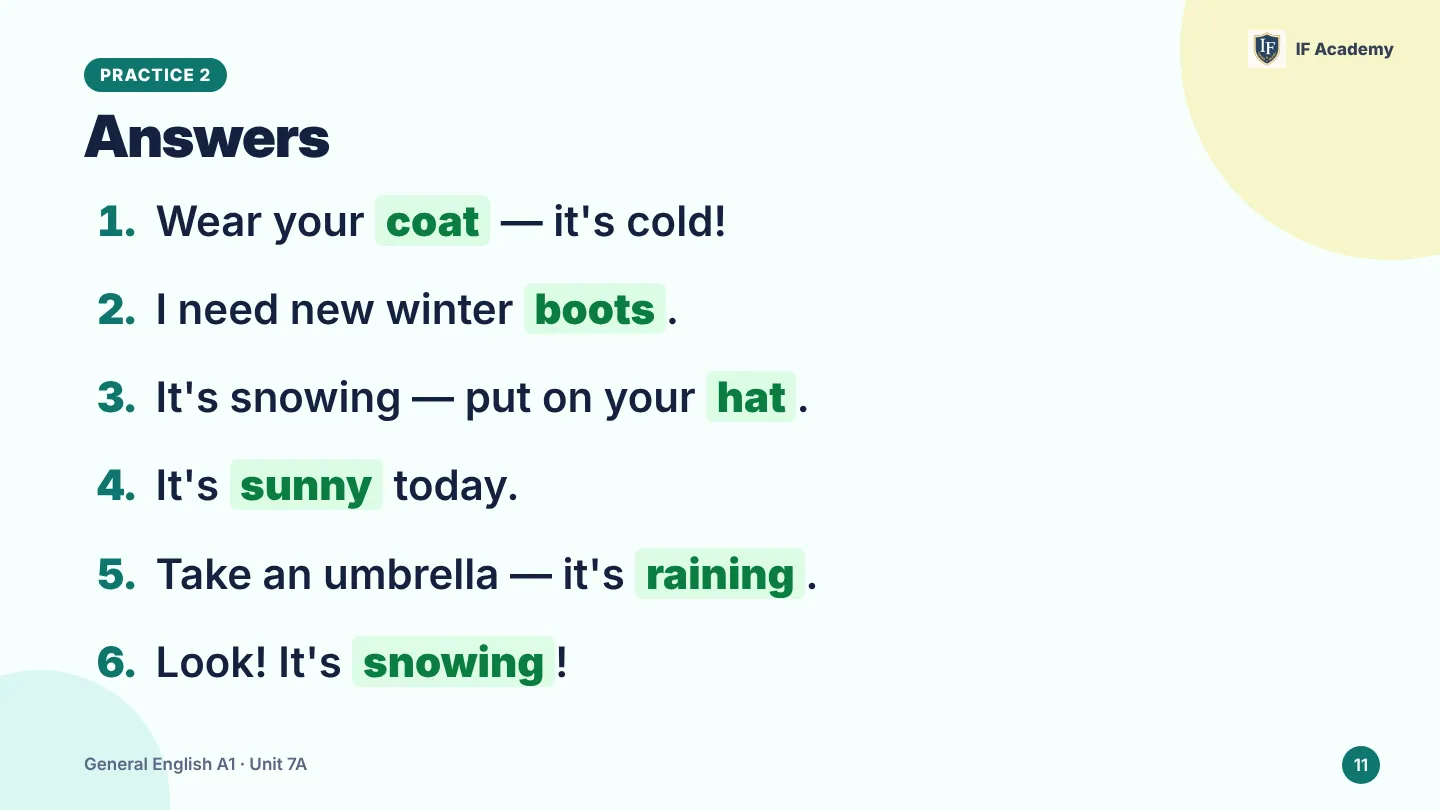 IF IF Academy
PRACTICE 2
Answers
1. Wear your coat — it's cold!
2. I need new winter boots.
3. It's snowing — put on your hat.
4. It's sunny today.
5. Take an umbrella — it's raining.
6. Look! It's snowing!
General English A1 · Unit 7A
11